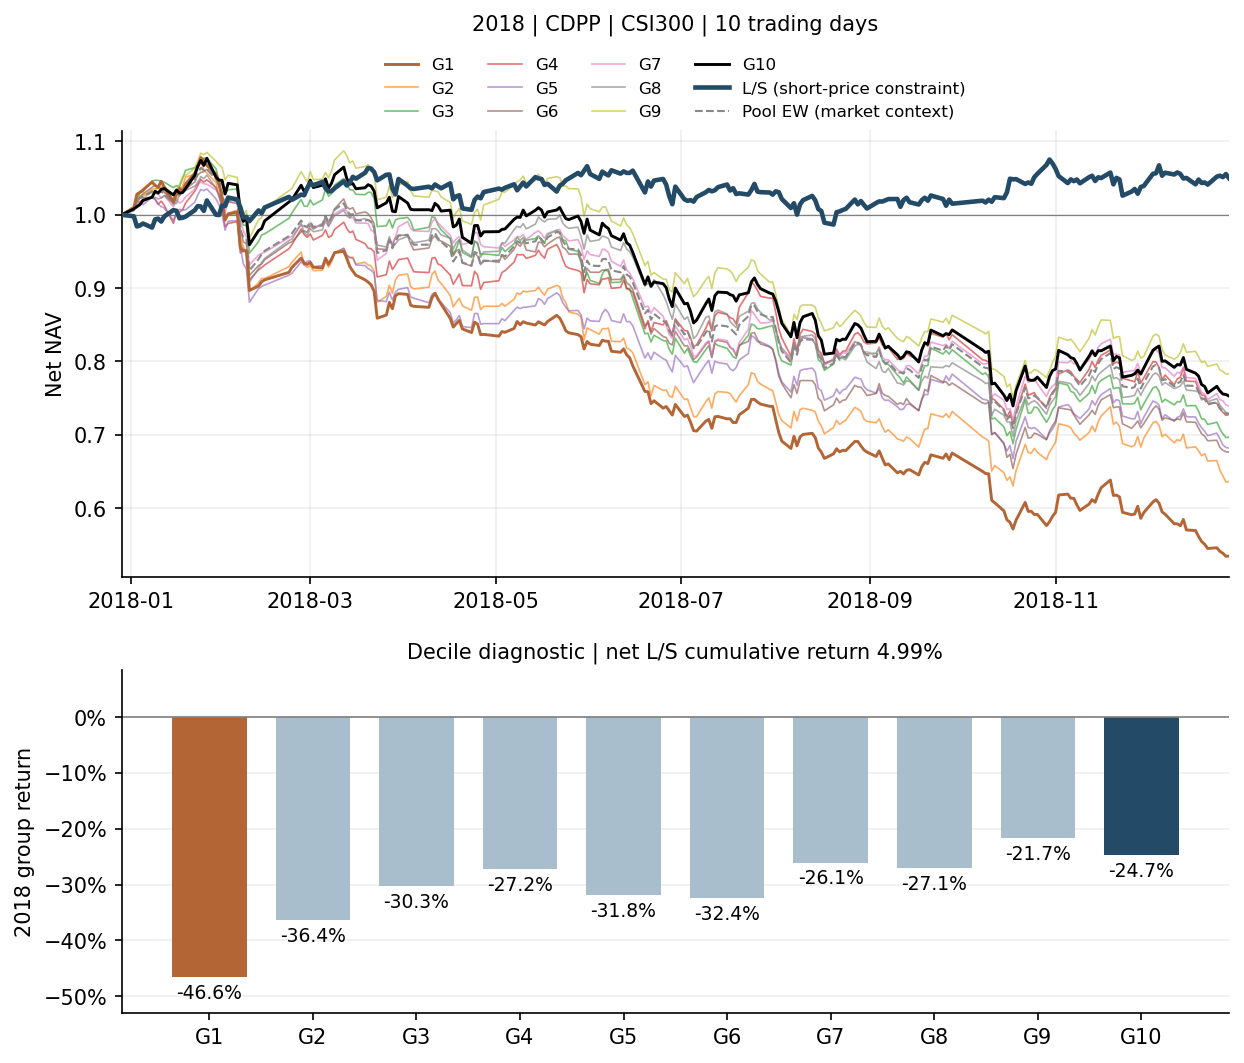 2018 | CDPP | CSI300 | 10 trading days
G1 G4 G7 G10
G2 G5 G8 L/S (short-price constraint)
G3 G6 G9 Pool EW (market context)
Net NAV
1.1
1.0
0.9
0.8
0.7
0.6
2018-01 2018-03 2018-05 2018-07 2018-09 2018-11
Decile diagnostic | net L/S cumulative return 4.99%
2018 group return
0%
−10%
−20%
−30%
−40%
−50%
-46.6%
-36.4%
-30.3%
-27.2%
-31.8%
-32.4%
-26.1%
-27.1%
-21.7%
-24.7%
G1 G2 G3 G4 G5 G6 G7 G8 G9 G10